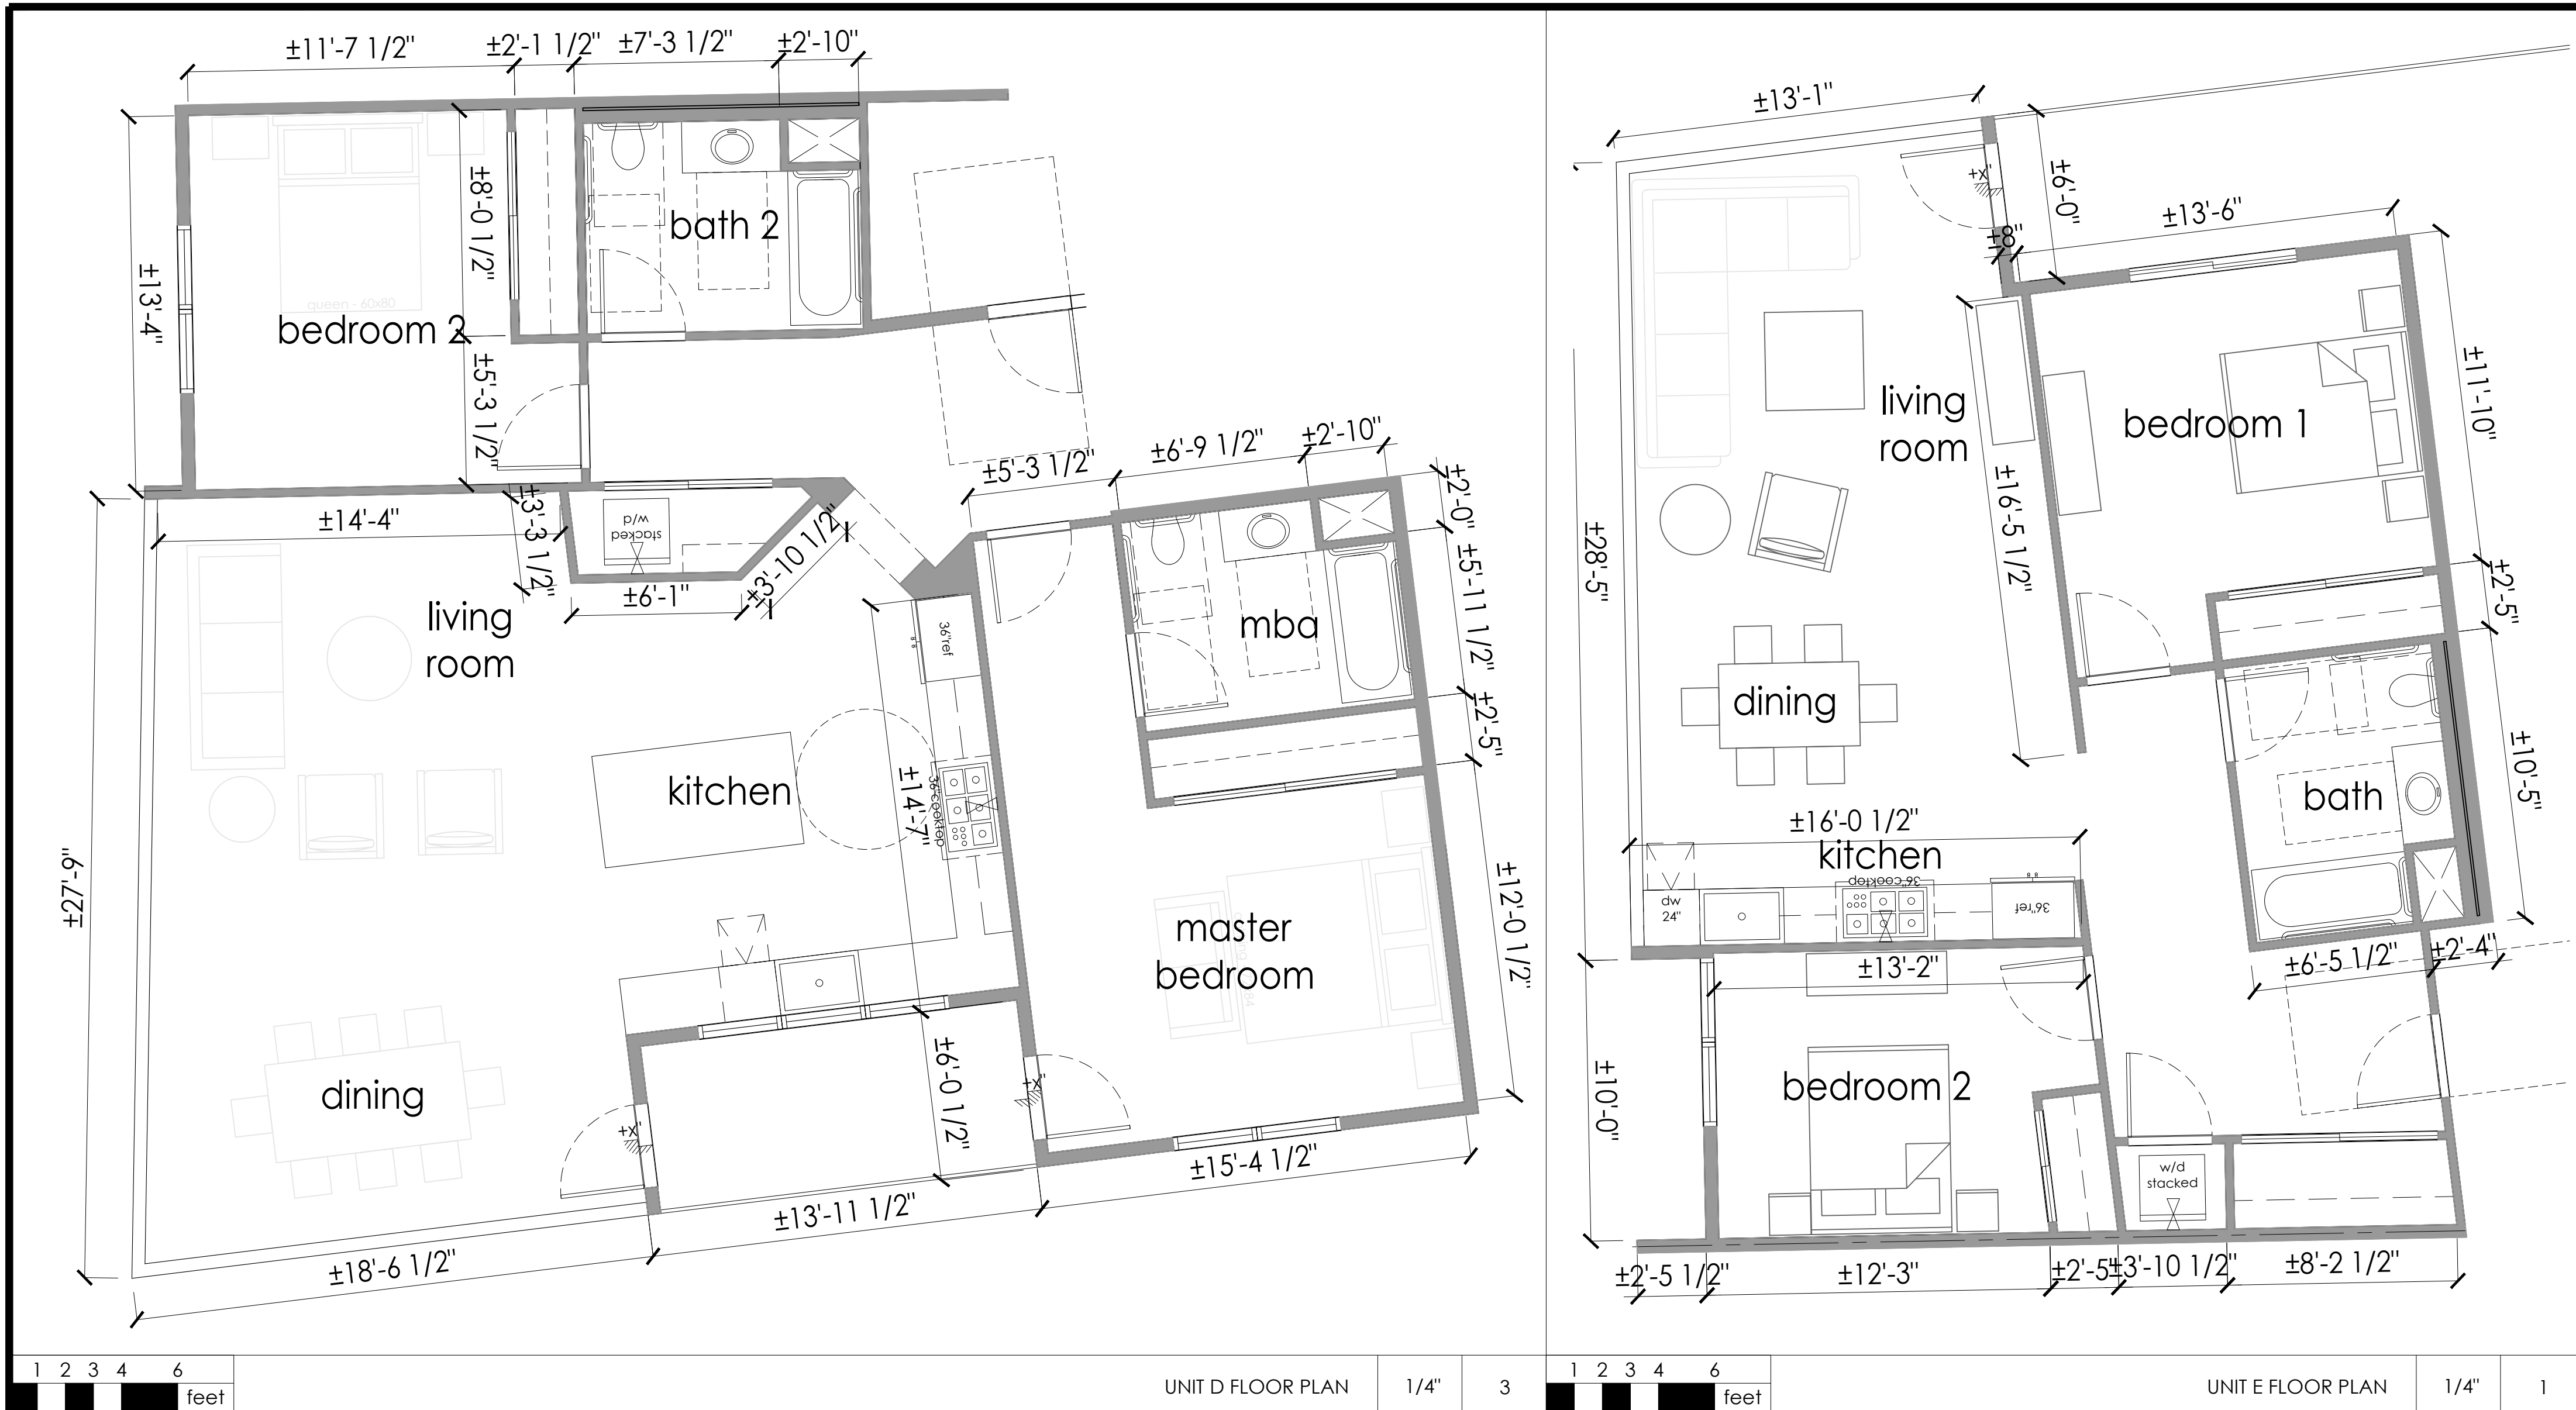 ±11'-7 1/2"
±2'-1 1/2"
±7'-3 1/2"
±2'-10"
±13'-4"
±8'-0 1/2"
bath 2
queen - 60x80
bedroom 2
±5'-3 1/2"
±14'-4"
±3'-3 1/2"
stacked
w/d
±3'-10 1/2"
±6'-1"
±5'-3 1/2"
±6'-9 1/2"
±2'-10"
±2'-0"
±5'-11 1/2"
±2'-5"
living
room
36"ref
mba
kitchen
±14'-7"
36"cooktop
±27'-9"
master
bedroom
±12'-0 1/2"
dining
±6'-0 1/2"
+x"
+x"
±15'-4 1/2"
±13'-11 1/2"
±18'-6 1/2"
1 2 3 4 6
feet
UNIT D FLOOR PLAN
1/4"
3
±13'-1"
+x"
±6'-0"
±8"
±13'-6"
living
room
bedroom 1
±11'-10"
±16'-5 1/2"
±28'-5"
±2'-5"
dining
±10'-5"
bath
±16'-0 1/2"
kitchen
36"cooktop
dw
24"
36"ref
±13'-2"
±6'-5 1/2"
±2'-4"
bedroom 2
±10'-0"
w/d
stacked
±2'-5 1/2"
±12'-3"
±2'-5"
±3'-10 1/2"
±8'-2 1/2"
1 2 3 4 6
feet
UNIT E FLOOR PLAN
1/4"
1